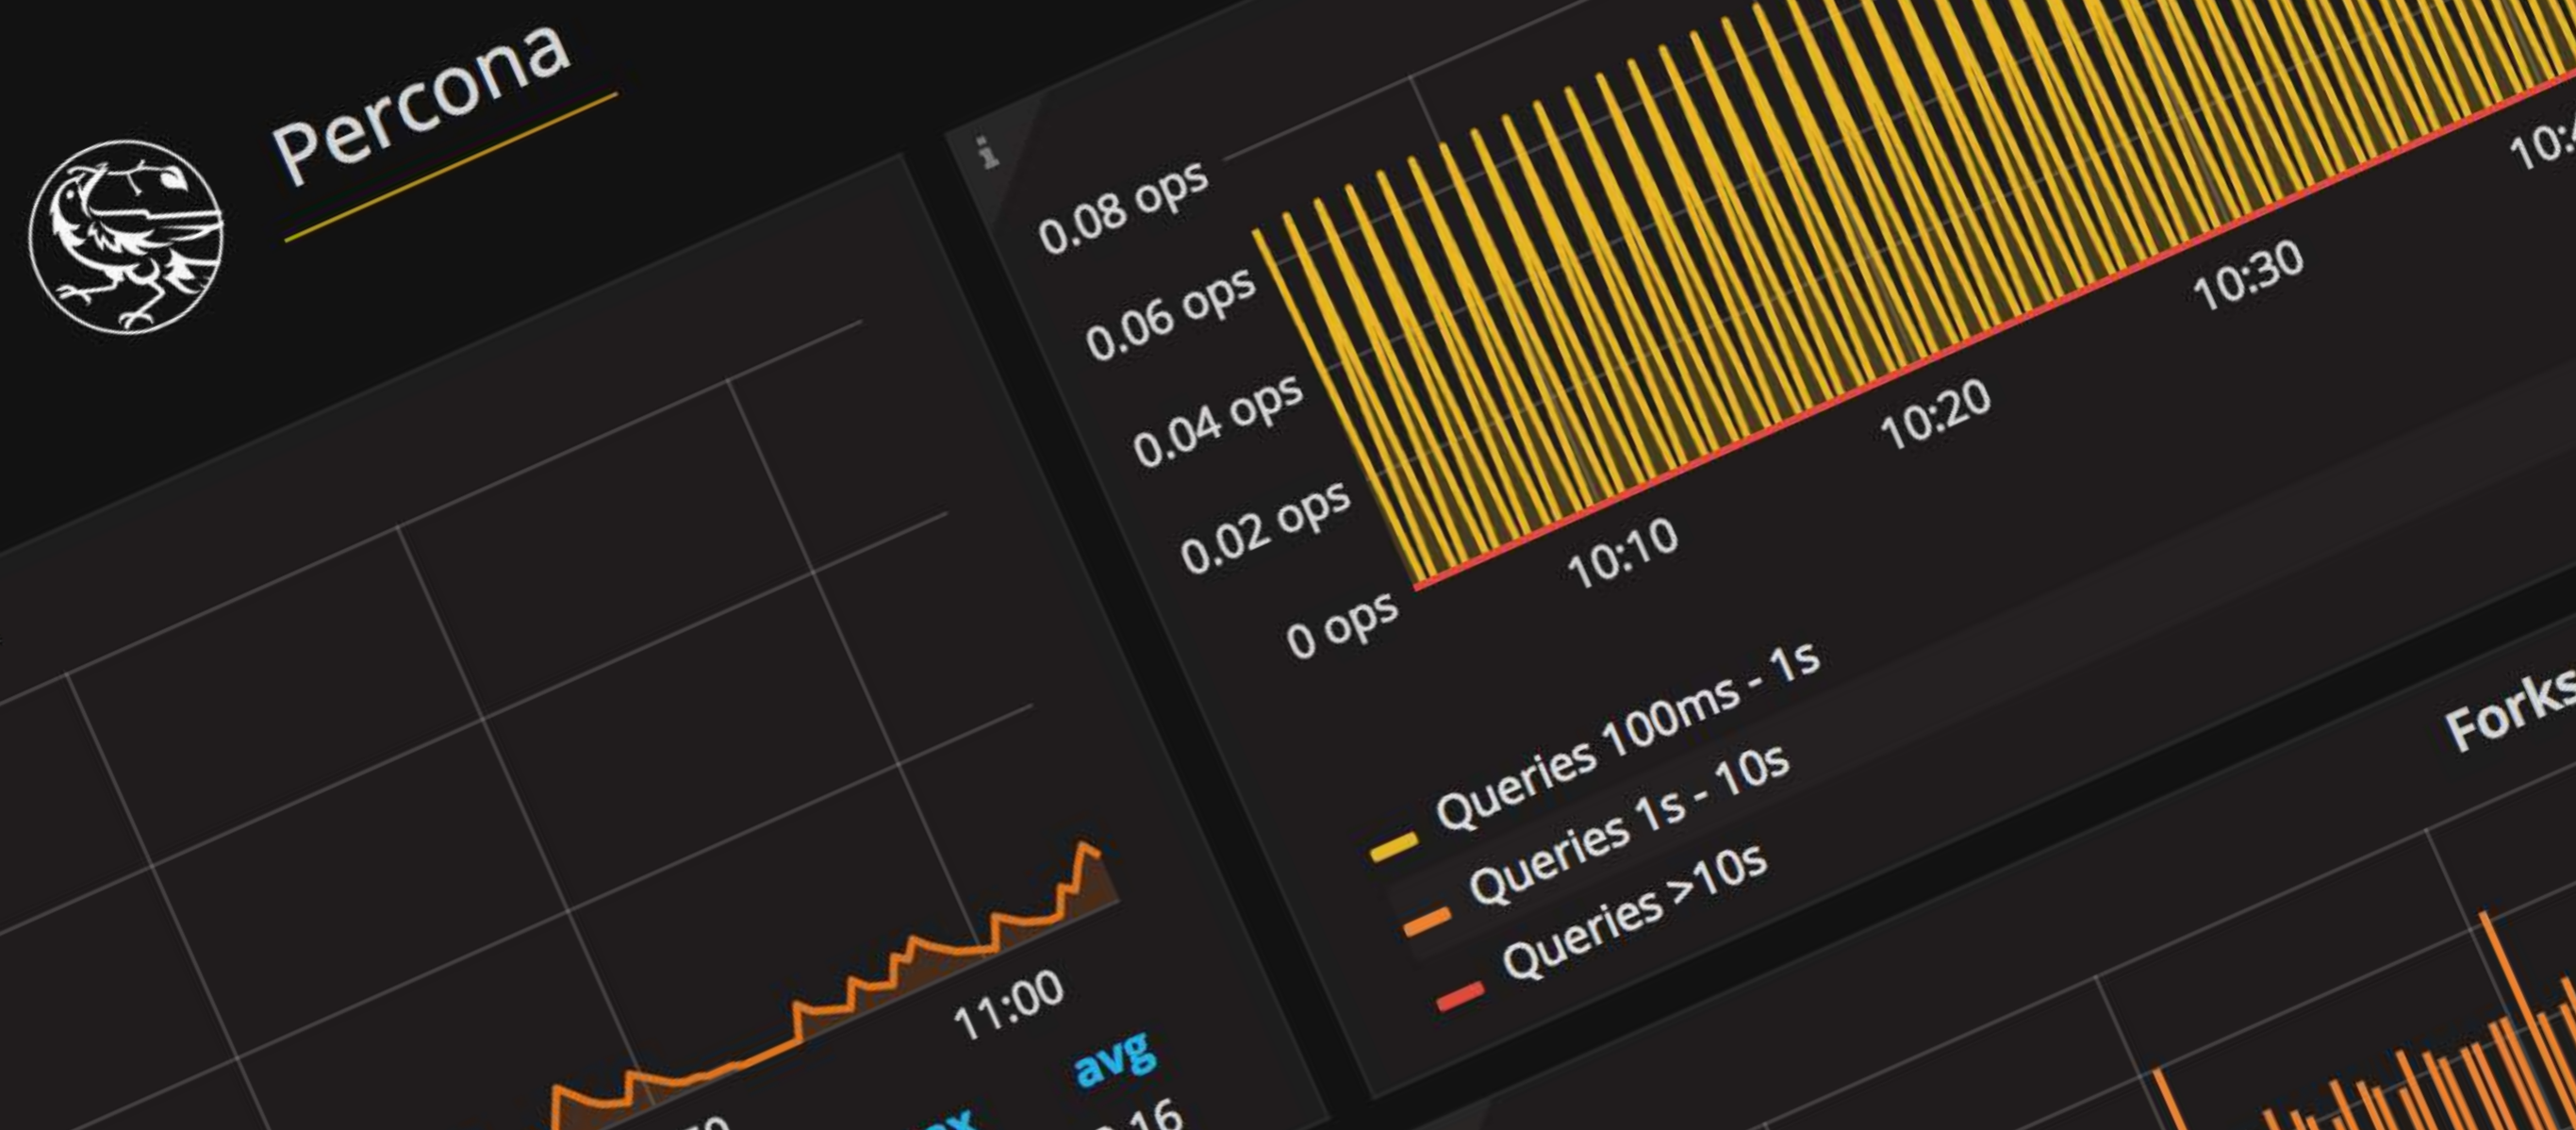 Percona
i
0.08 ops
0.06 ops
0.04 ops
0.02 ops
0 ops
10:10
10:20
10:30
Queries 100ms - 1s
Queries 1s - 10s
Queries >10s
Forks
11:00
avg